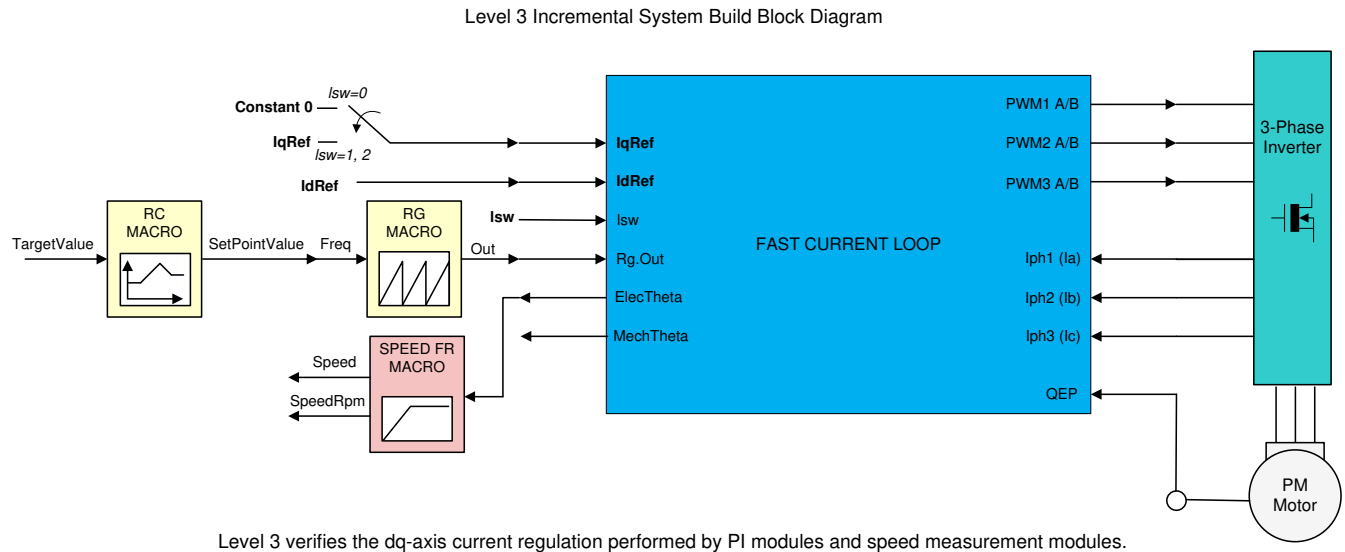 Level 3 Incremental System Build Block Diagram
lsw=0
Constant 0
IqRef
lsw=1, 2
IdRef
lsw
TargetValue
RC
MACRO
SetPointValue
Freq
RG
MACRO
Out
SPEED FR
MACRO
Speed
SpeedRpm
IqRef
IdRef
lsw
Rg.Out
ElecTheta
MechTheta
FAST CURRENT LOOP
PWM1 A/B
PWM2 A/B
PWM3 A/B
Iph1 (Ia)
Iph2 (Ib)
Iph3 (Ic)
QEP
3-Phase
Inverter
PM
Motor
Level 3 verifies the dq-axis current regulation performed by PI modules and speed measurement modules.